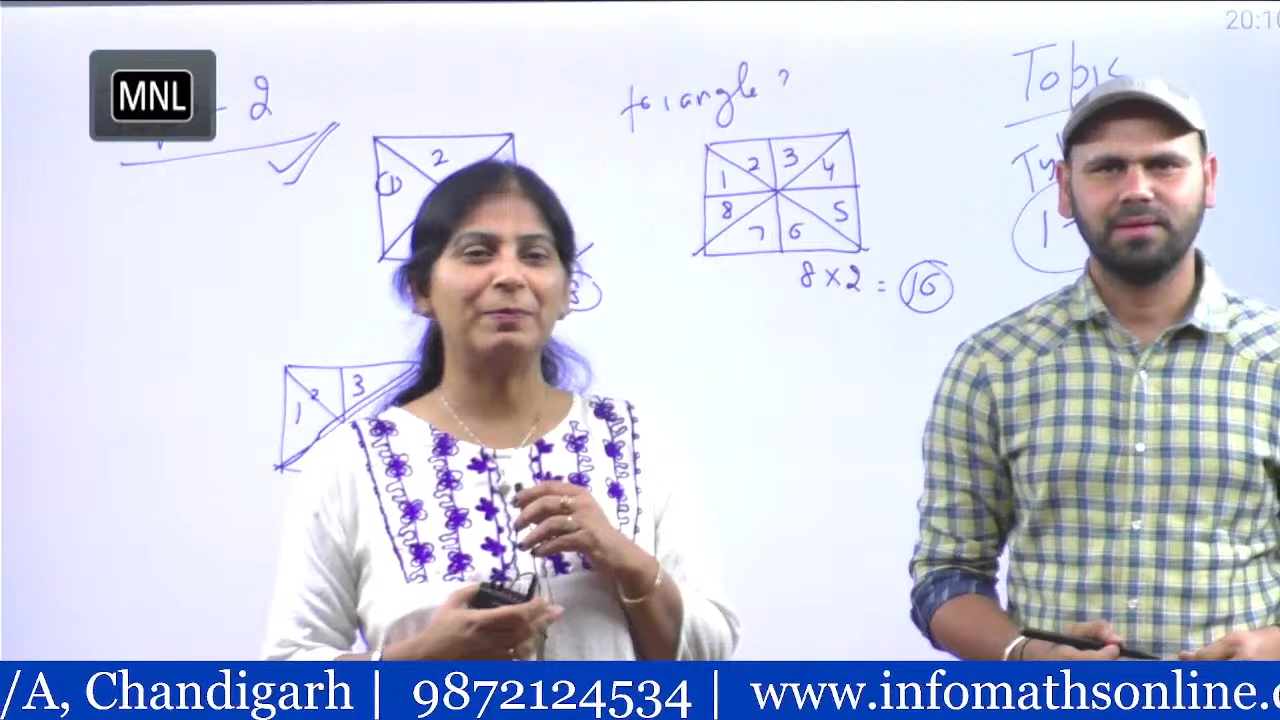 20:10
MNL
- 2
triangle?
Topic
2
1 2 3 4
8 7 6 5
8 x 2 = 16
1 2 3
/A, Chandigarh | 9872124534 | www.infomathsonline.c